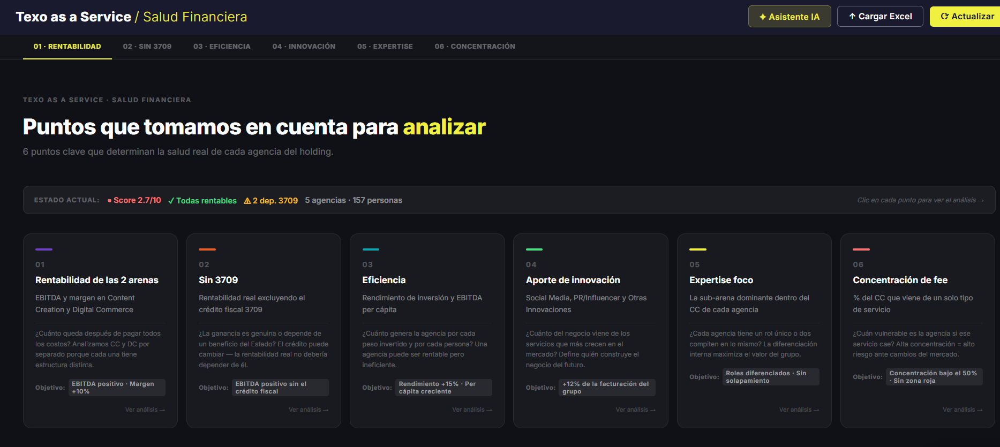 Texo as a Service / Salud Financiera
✦ Asistente IA
↑ Cargar Excel
⟳ Actualizar
01 · RENTABILIDAD
02 · SIN 3709
03 · EFICIENCIA
04 · INNOVACIÓN
05 · EXPERTISE
06 · CONCENTRACIÓN
TEXO AS A SERVICE · SALUD FINANCIERA
Puntos que tomamos en cuenta para analizar
6 puntos clave que determinan la salud real de cada agencia del holding.
ESTADO ACTUAL: ● Score 2.7/10 ✓ Todas rentables ⚠ 2 dep. 3709 5 agencias · 157 personas
Clic en cada punto para ver el análisis →
01
Rentabilidad de las 2 arenas
EBITDA y margen en Content
Creation y Digital Commerce
¿Cuánto queda después de pagar todos
los costos? Analizamos CC y DC por
separado porque cada una tiene
estructura distinta.
Objetivo: EBITDA positivo · Margen
+10%
Ver análisis →
02
Sin 3709
Rentabilidad real excluyendo el
crédito fiscal 3709
¿La ganancia es genuina o depende de
un beneficio del Estado? El crédito puede
cambiar — la rentabilidad real no debería
depender de él.
Objetivo: EBITDA positivo sin el
crédito fiscal
Ver análisis →
03
Eficiencia
Rendimiento de inversión y EBITDA
per cápita
¿Cuánto genera la agencia por cada
peso invertido y por cada persona? Una
agencia puede ser rentable pero
ineficiente.
Objetivo: Rendimiento +15% · Per
cápita creciente
Ver análisis →
04
Aporte de innovación
Social Media, PR/Influencer y Otras
Innovaciones
¿Cuánto del negocio viene de los
servicios que más crecen en el
mercado? Define quién construye el
negocio del futuro.
Objetivo: +12% de la facturación del
grupo
Ver análisis →
05
Expertise foco
La sub-arena dominante dentro del
CC de cada agencia
¿Cada agencia tiene un rol único o dos
compiten en lo mismo? La diferenciación
interna maximiza el valor del grupo.
Objetivo: Roles diferenciados · Sin
solapamiento
Ver análisis →
06
Concentración de fee
% del CC que viene de un solo tipo
de servicio
¿Cuán vulnerable es la agencia si ese
servicio cae? Alta concentración = alto
riesgo ante cambios del mercado.
Objetivo: Concentración bajo el 50%
· Sin zona roja
Ver análisis →